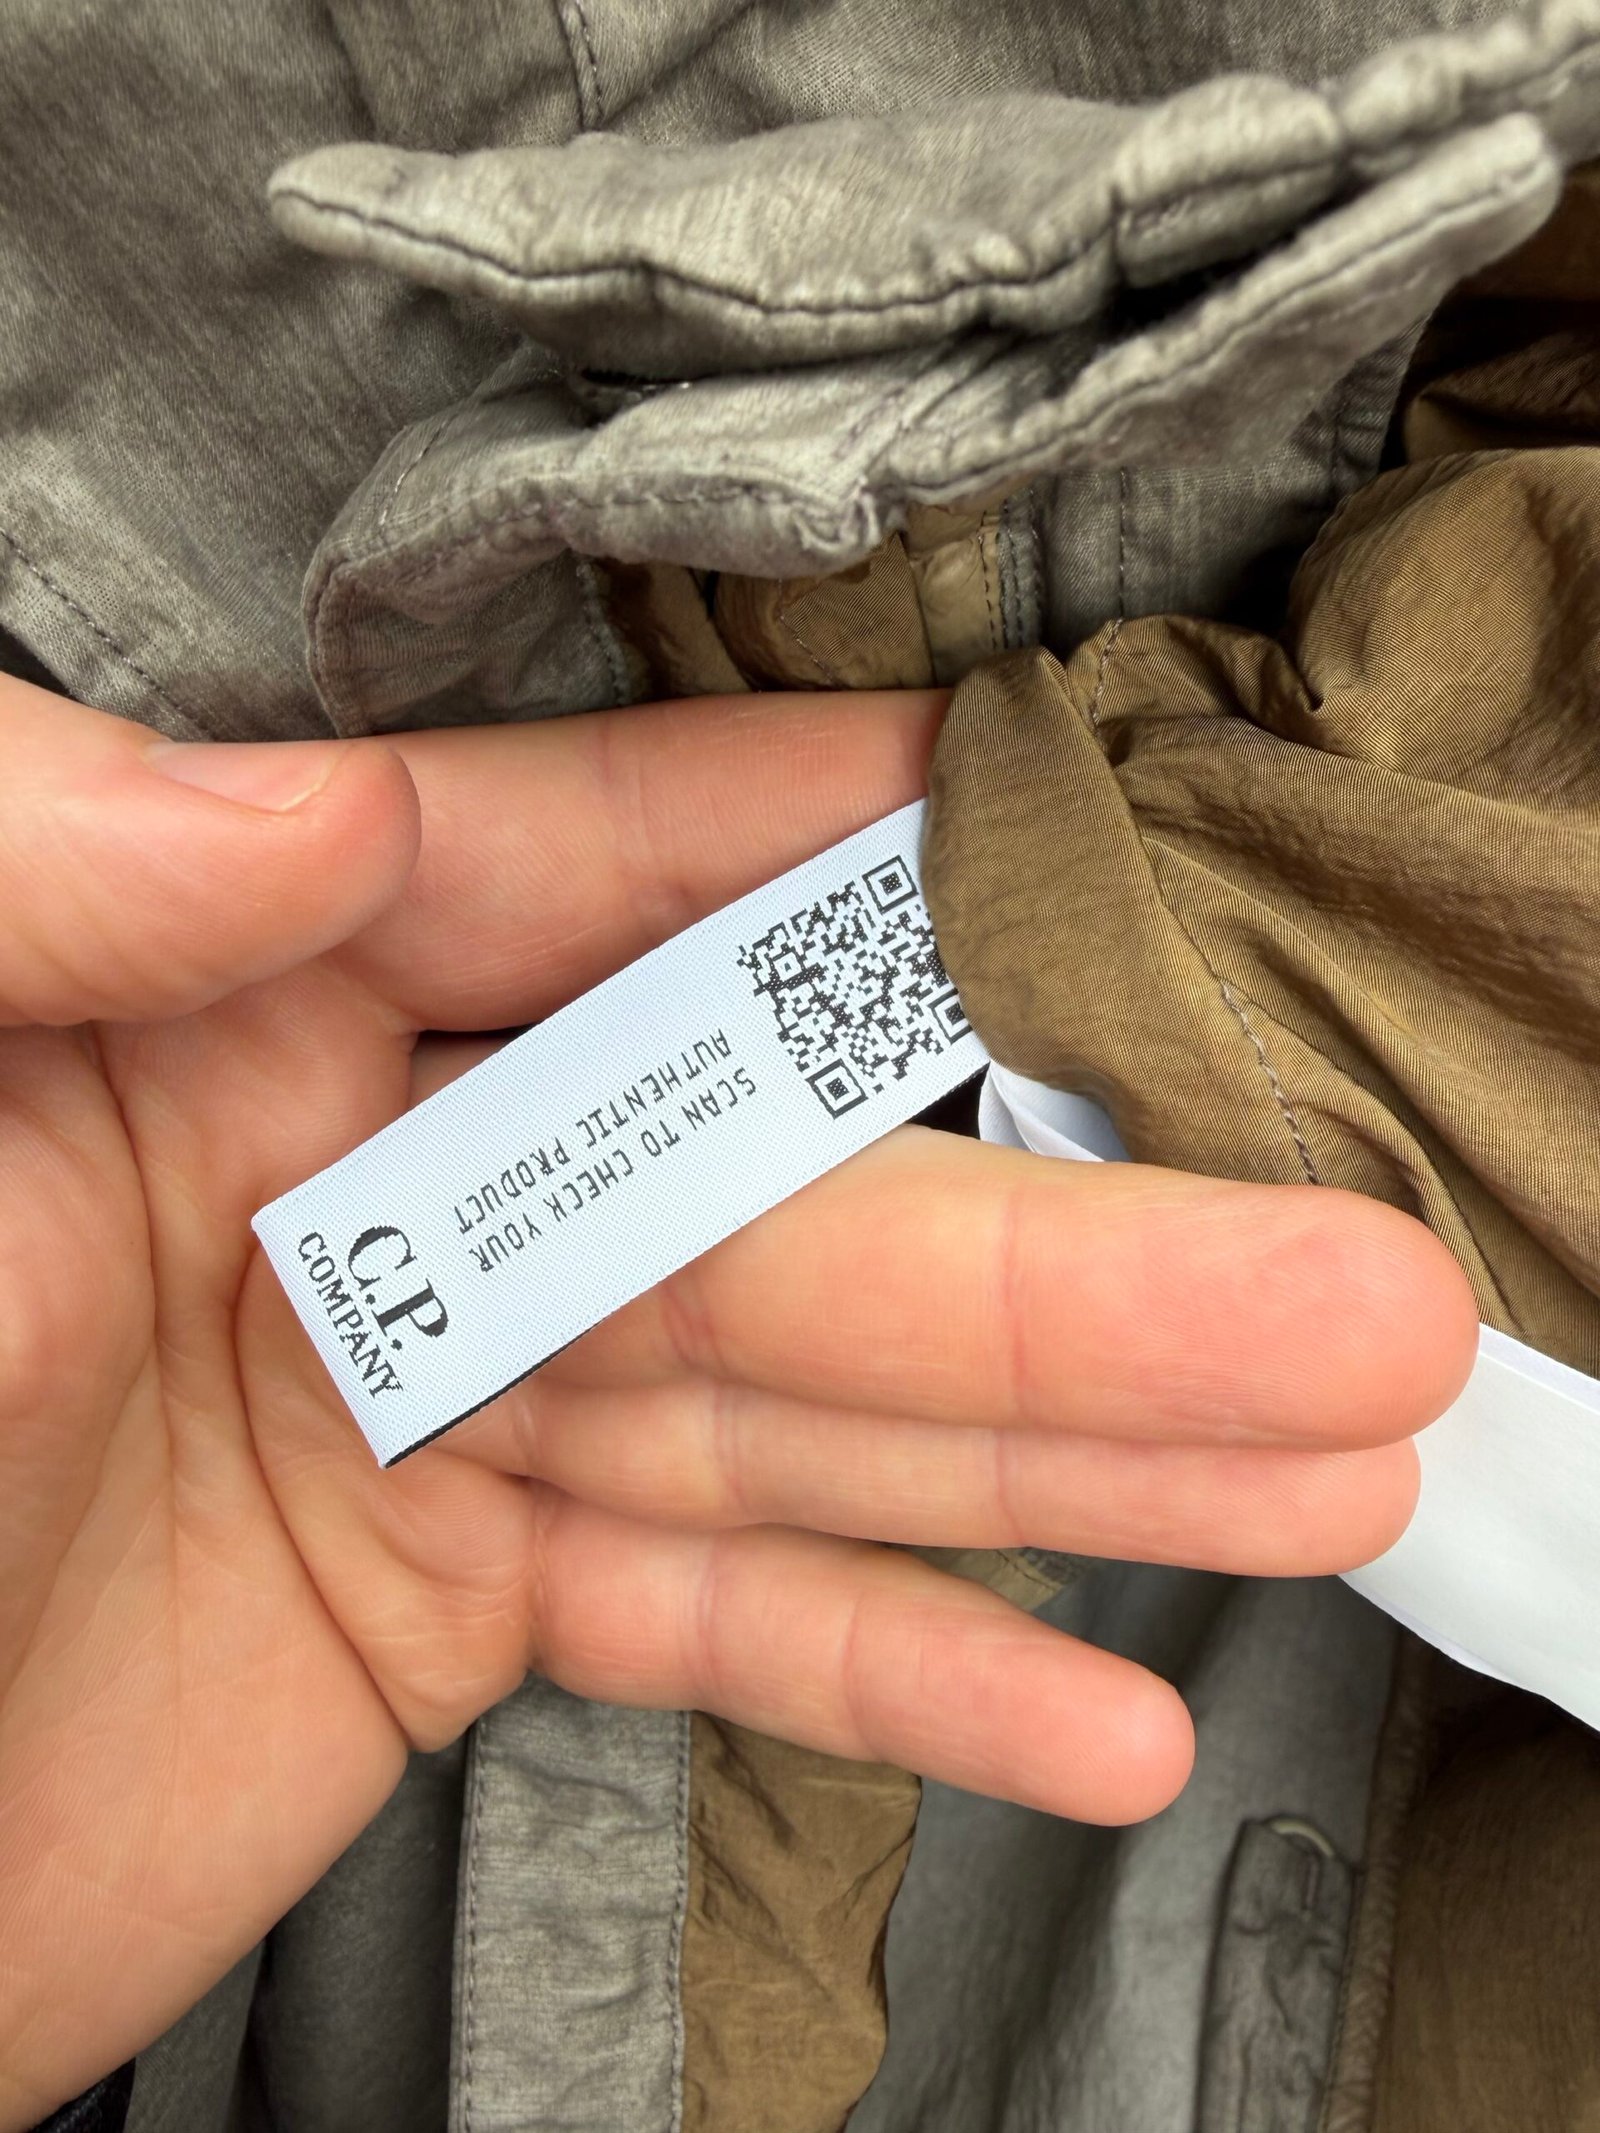 SCAN TO CHECK YOUR
AUTHENTIC PRODUCT
C.P.
COMPANY